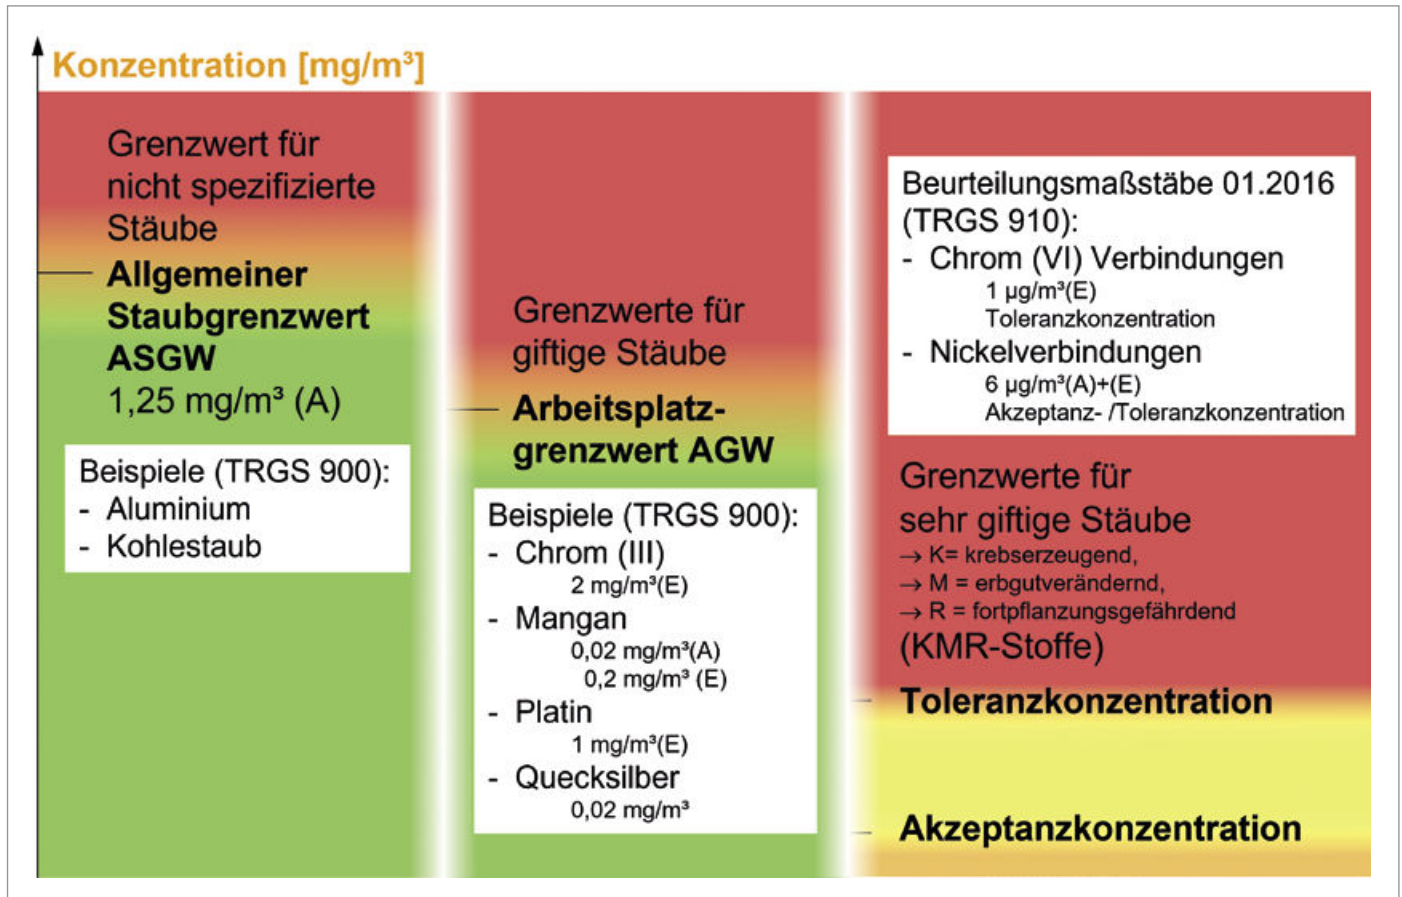 Konzentration [mg/m³]
Grenzwert für
nicht spezifizierte
Stäube
Allgemeiner
Staubgrenzwert
ASGW
1,25 mg/m³ (A)
Beispiele (TRGS 900):
- Aluminium
- Kohlestaub
Grenzwerte für
giftige Stäube
Arbeitsplatz-
grenzwert AGW
Beispiele (TRGS 900):
- Chrom (III)
2 mg/m³(E)
- Mangan
0,02 mg/m³(A)
0,2 mg/m³ (E)
- Platin
1 mg/m³(E)
- Quecksilber
0,02 mg/m³
Beurteilungsmaßstäbe 01.2016
(TRGS 910):
- Chrom (VI) Verbindungen
1 µg/m³(E)
Toleranzkonzentration
- Nickelverbindungen
6 µg/m³(A)+(E)
Akzeptanz- /Toleranzkonzentration
Grenzwerte für
sehr giftige Stäube
→ K= krebserzeugend,
→ M = erbgutverändernd,
→ R = fortpflanzungsgefährdend
(KMR-Stoffe)
Toleranzkonzentration
Akzeptanzkonzentration